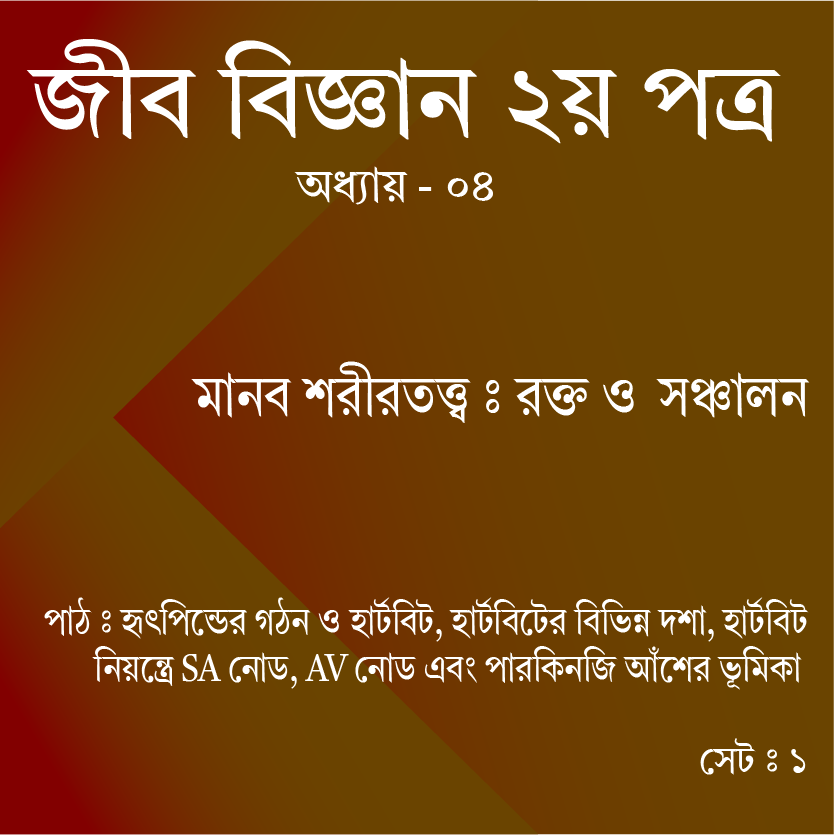 জীব বিজ্ঞান ২য় পত্র
অধ্যায় - ০৪
মানব শরীরতত্ত্ব ঃ রক্ত ও সঞ্চালন
পাঠ ঃ হৃৎপিন্ডের গঠন ও হার্টবিট, হার্টবিটের বিভিন্ন দশা, হার্টবিট
নিয়ন্ত্রে SA নোড, AV নোড এবং পারকিনজি আঁশের ভূমিকা
সেট ঃ ১